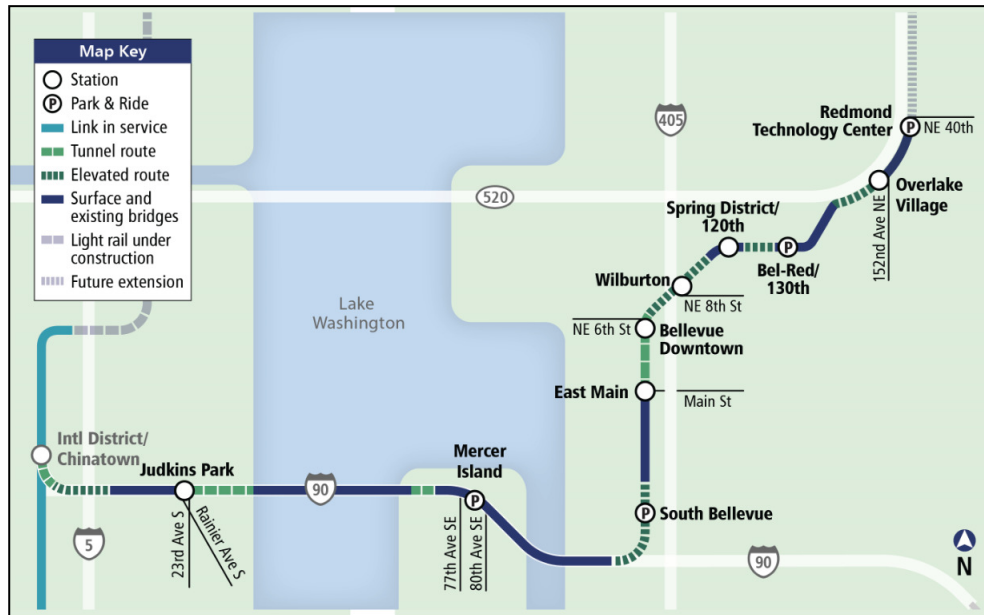 Map Key
Station
P Park & Ride
Link in service
Tunnel route
Elevated route
Surface and
existing bridges
Light rail under
construction
Future extension
405
520
Redmond
Technology Center
P
NE 40th
Overlake
Village
152nd Ave NE
Spring District/
120th
P
Bel-Red/
130th
Wilburton
NE 8th St
NE 6th St
Bellevue
Downtown
East Main
Main St
Lake
Washington
Intl District/
Chinatown
Judkins Park
23rd Ave S
Rainier Ave S
90
Mercer
Island
P
77th Ave SE
80th Ave SE
P
South Bellevue
5
90
N